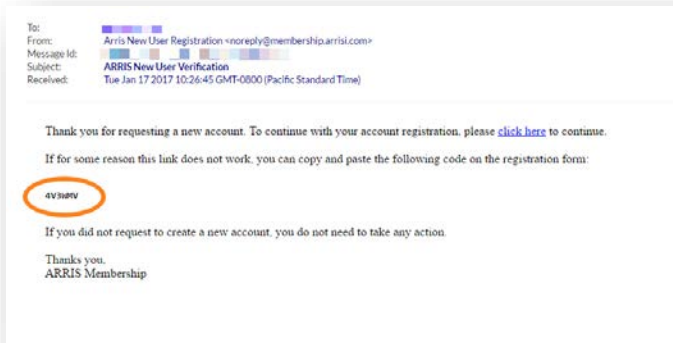 To:
From: Arris New User Registration <noreply@membership.arrisi.com>
Message Id:
Subject: ARRIS New User Verification
Received: Tue Jan 17 2017 10:26:45 GMT-0800 (Pacific Standard Time)
Thank you for requesting a new account. To continue with your account registration, please click here to continue.
If for some reason this link does not work, you can copy and paste the following code on the registration form:
If you did not request to create a new account, you do not need to take any action.
Thanks you,
ARRIS Membership